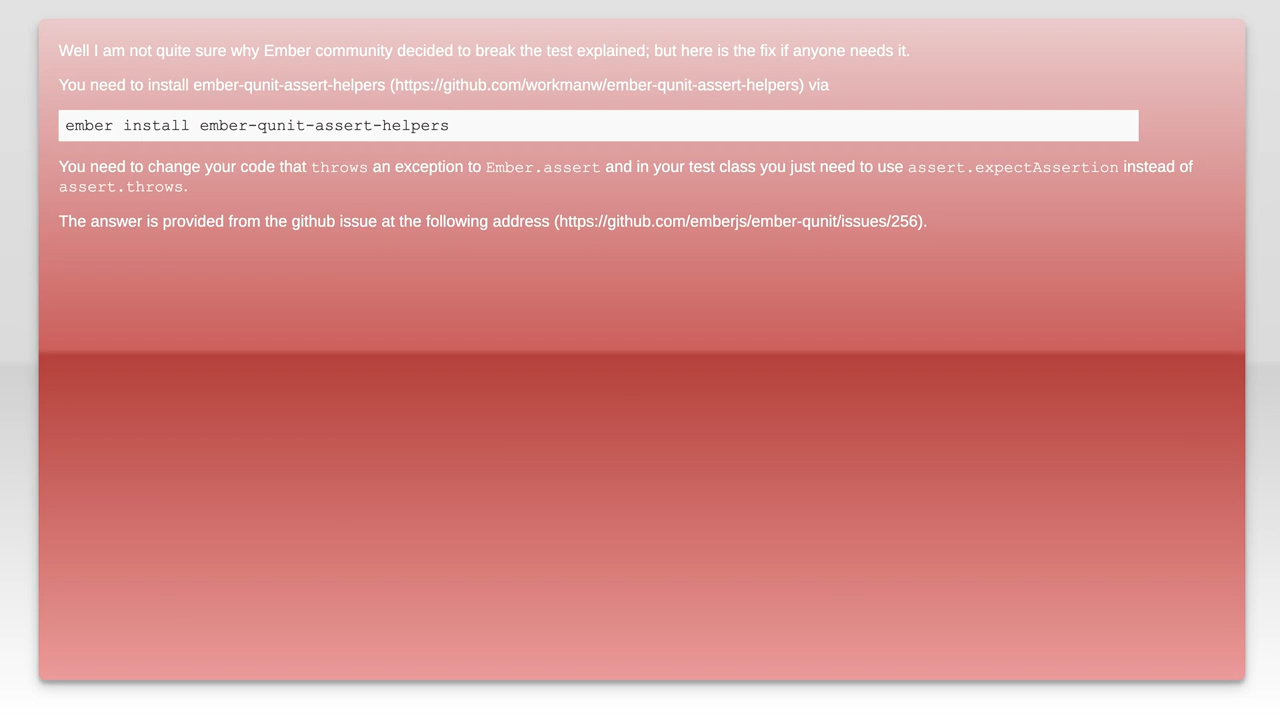 Well I am not quite sure why Ember community decided to break the test explained; but here is the fix if anyone needs it.
You need to install ember-qunit-assert-helpers (https://github.com/workmanw/ember-qunit-assert-helpers) via
ember install ember-qunit-assert-helpers
You need to change your code that throws an exception to Ember.assert and in your test class you just need to use assert.expectAssertion instead of
assert.throws.
The answer is provided from the github issue at the following address (https://github.com/emberjs/ember-qunit/issues/256).